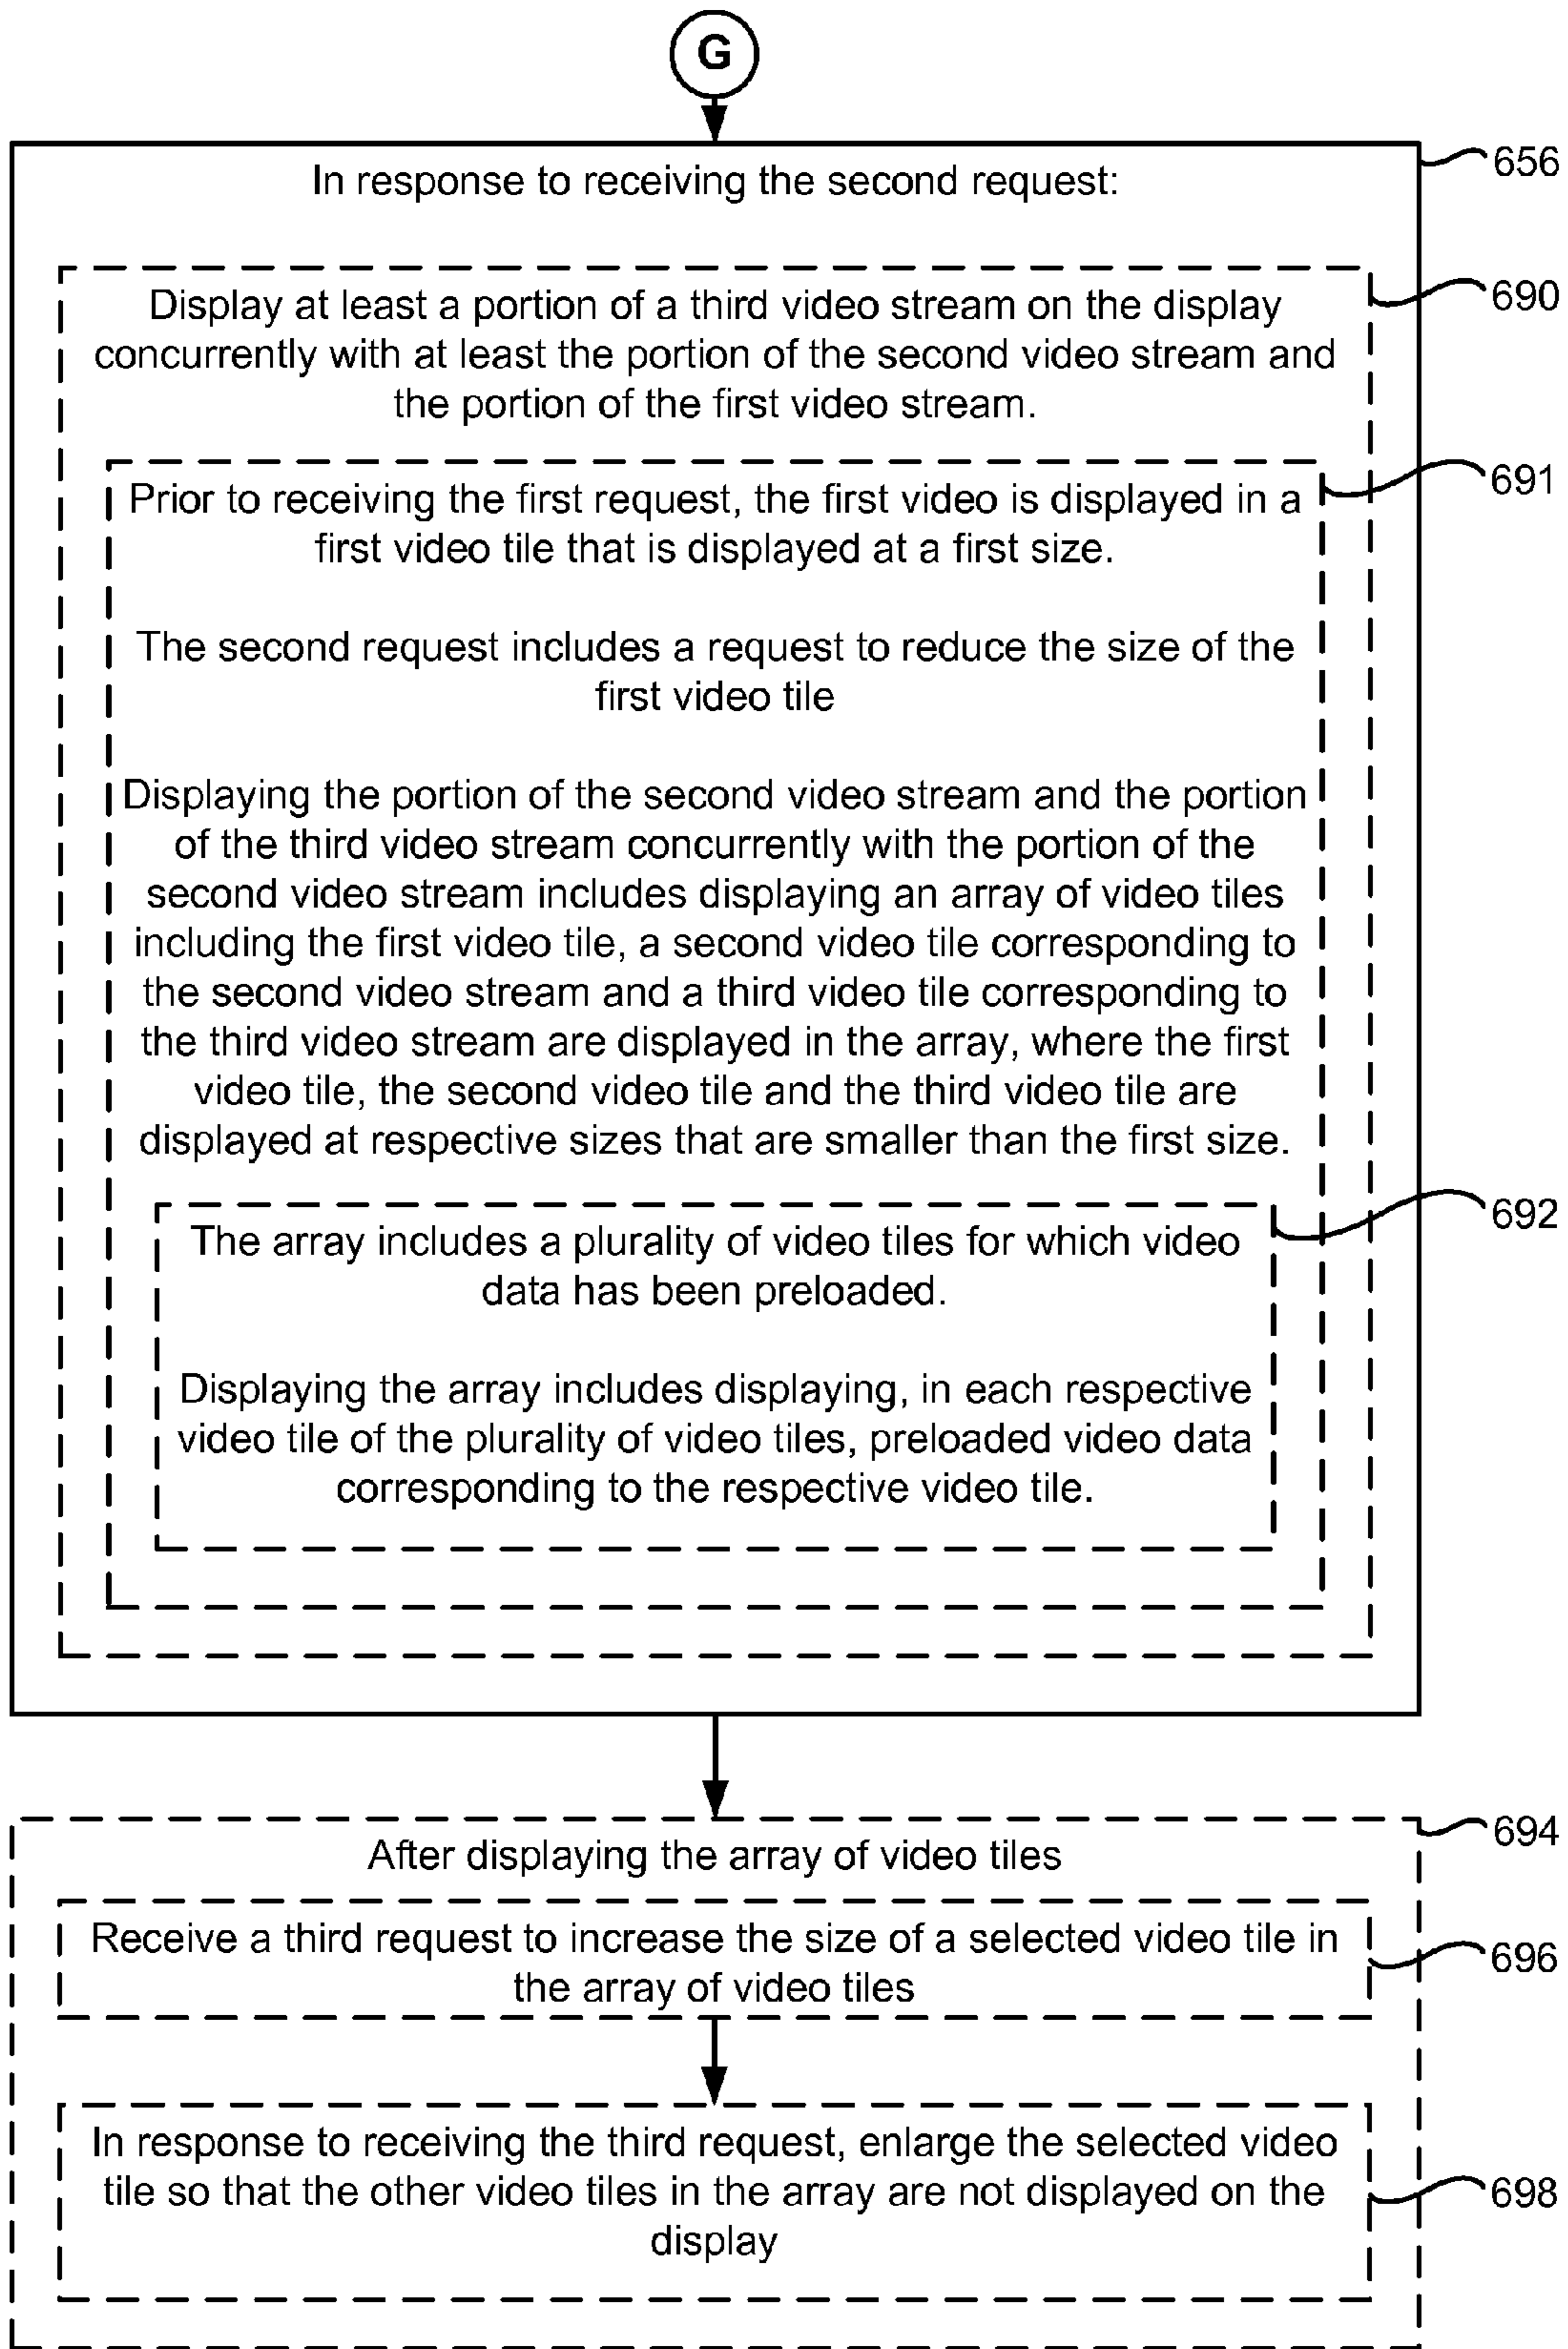 G
656
In response to receiving the second request:
690
Display at least a portion of a third video stream on the display
concurrently with at least the portion of the second video stream and
the portion of the first video stream.
691
Prior to receiving the first request, the first video is displayed in a
first video tile that is displayed at a first size.
The second request includes a request to reduce the size of the
first video tile
Displaying the portion of the second video stream and the portion
of the third video stream concurrently with the portion of the
second video stream includes displaying an array of video tiles
including the first video tile, a second video tile corresponding to
the second video stream and a third video tile corresponding to
the third video stream are displayed in the array, where the first
video tile, the second video tile and the third video tile are
displayed at respective sizes that are smaller than the first size.
692
The array includes a plurality of video tiles for which video
data has been preloaded.
Displaying the array includes displaying, in each respective
video tile of the plurality of video tiles, preloaded video data
corresponding to the respective video tile.
694
After displaying the array of video tiles
Receive a third request to increase the size of a selected video tile in
the array of video tiles
696
In response to receiving the third request, enlarge the selected video
tile so that the other video tiles in the array are not displayed on the
display
698